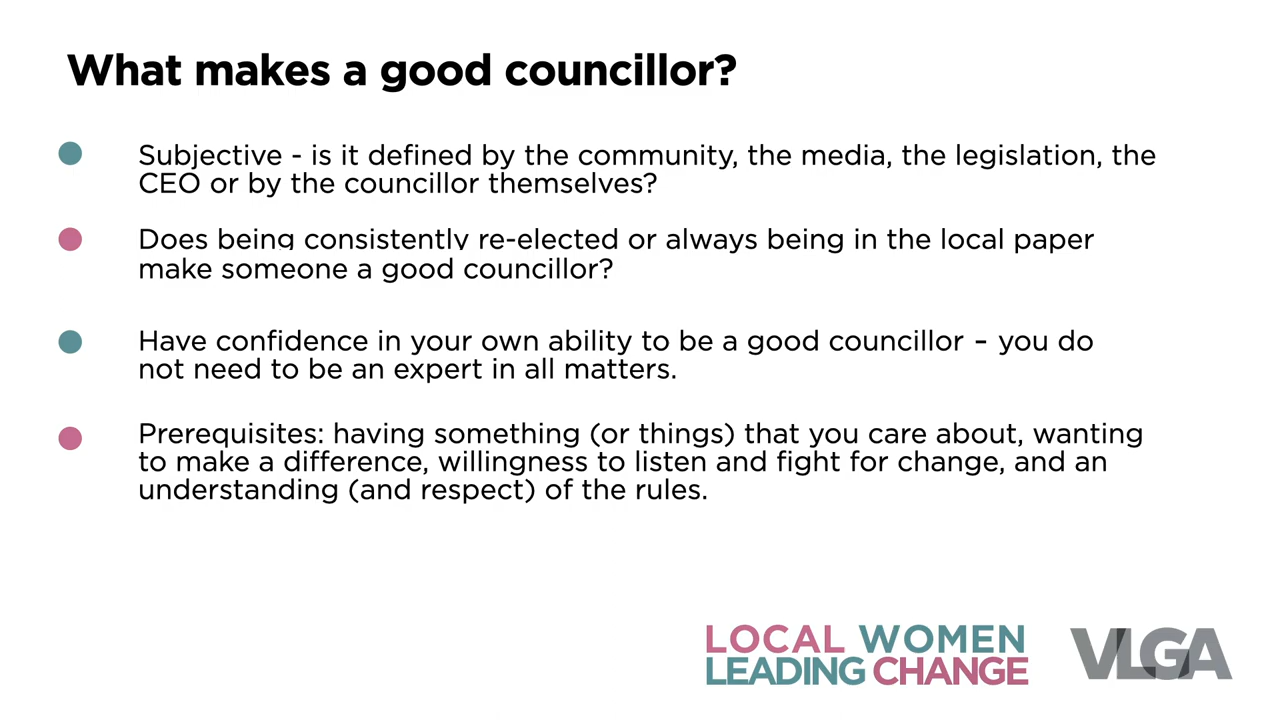 What makes a good councillor?
Subjective - is it defined by the community, the media, the legislation, the
CEO or by the councillor themselves?
Does being consistently re-elected or always being in the local paper
make someone a good councillor?
Have confidence in your own ability to be a good councillor – you do
not need to be an expert in all matters.
Prerequisites: having something (or things) that you care about, wanting
to make a difference, willingness to listen and fight for change, and an
understanding (and respect) of the rules.
LOCAL WOMEN
LEADING CHANGE
VLGA